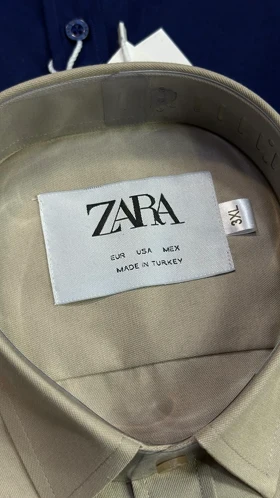 ZARA
3XL
EUR USA MEX
MADE IN TURKEY